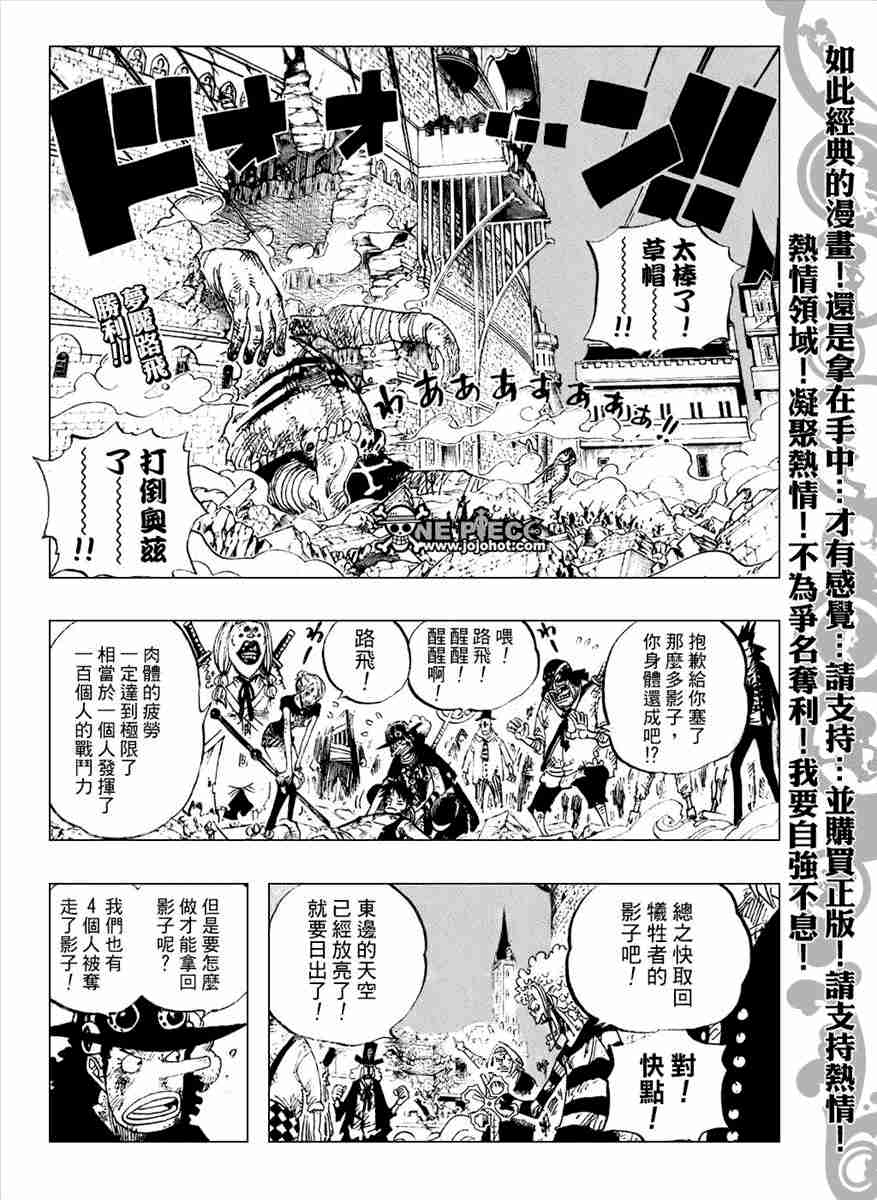 如此經典的漫畫！還是拿在手中…才有感覺…請支持…並購買正版！請支持熱情！
熱情領域！凝聚熱情！不為爭名奪利！我要自強不息！
ドオオォ・・・ン!!
太棒了！
草帽
～～～!!
夢魔路飛，
勝利!!
わあぁあぁあぁあぁぁ!!
打倒奧茲
了～～～
～～～～!!
ONE PIECE
www.jojohot.com
抱歉給你塞了
那麼多影子，
你身體還成吧!?
喂！
路飛！
醒醒！
醒醒啊！
路飛！
肉體的疲勞
一定達到極限了
相當於一個人發揮了
一百個人的戰鬥力
總之快取回
犧牲者的
影子吧！
對！
快點！
東邊的天空
已經放亮了！
就要日出了！
但是要怎麼
做才能拿回
影子呢？
我們也有
4個人被奪
走了影子！